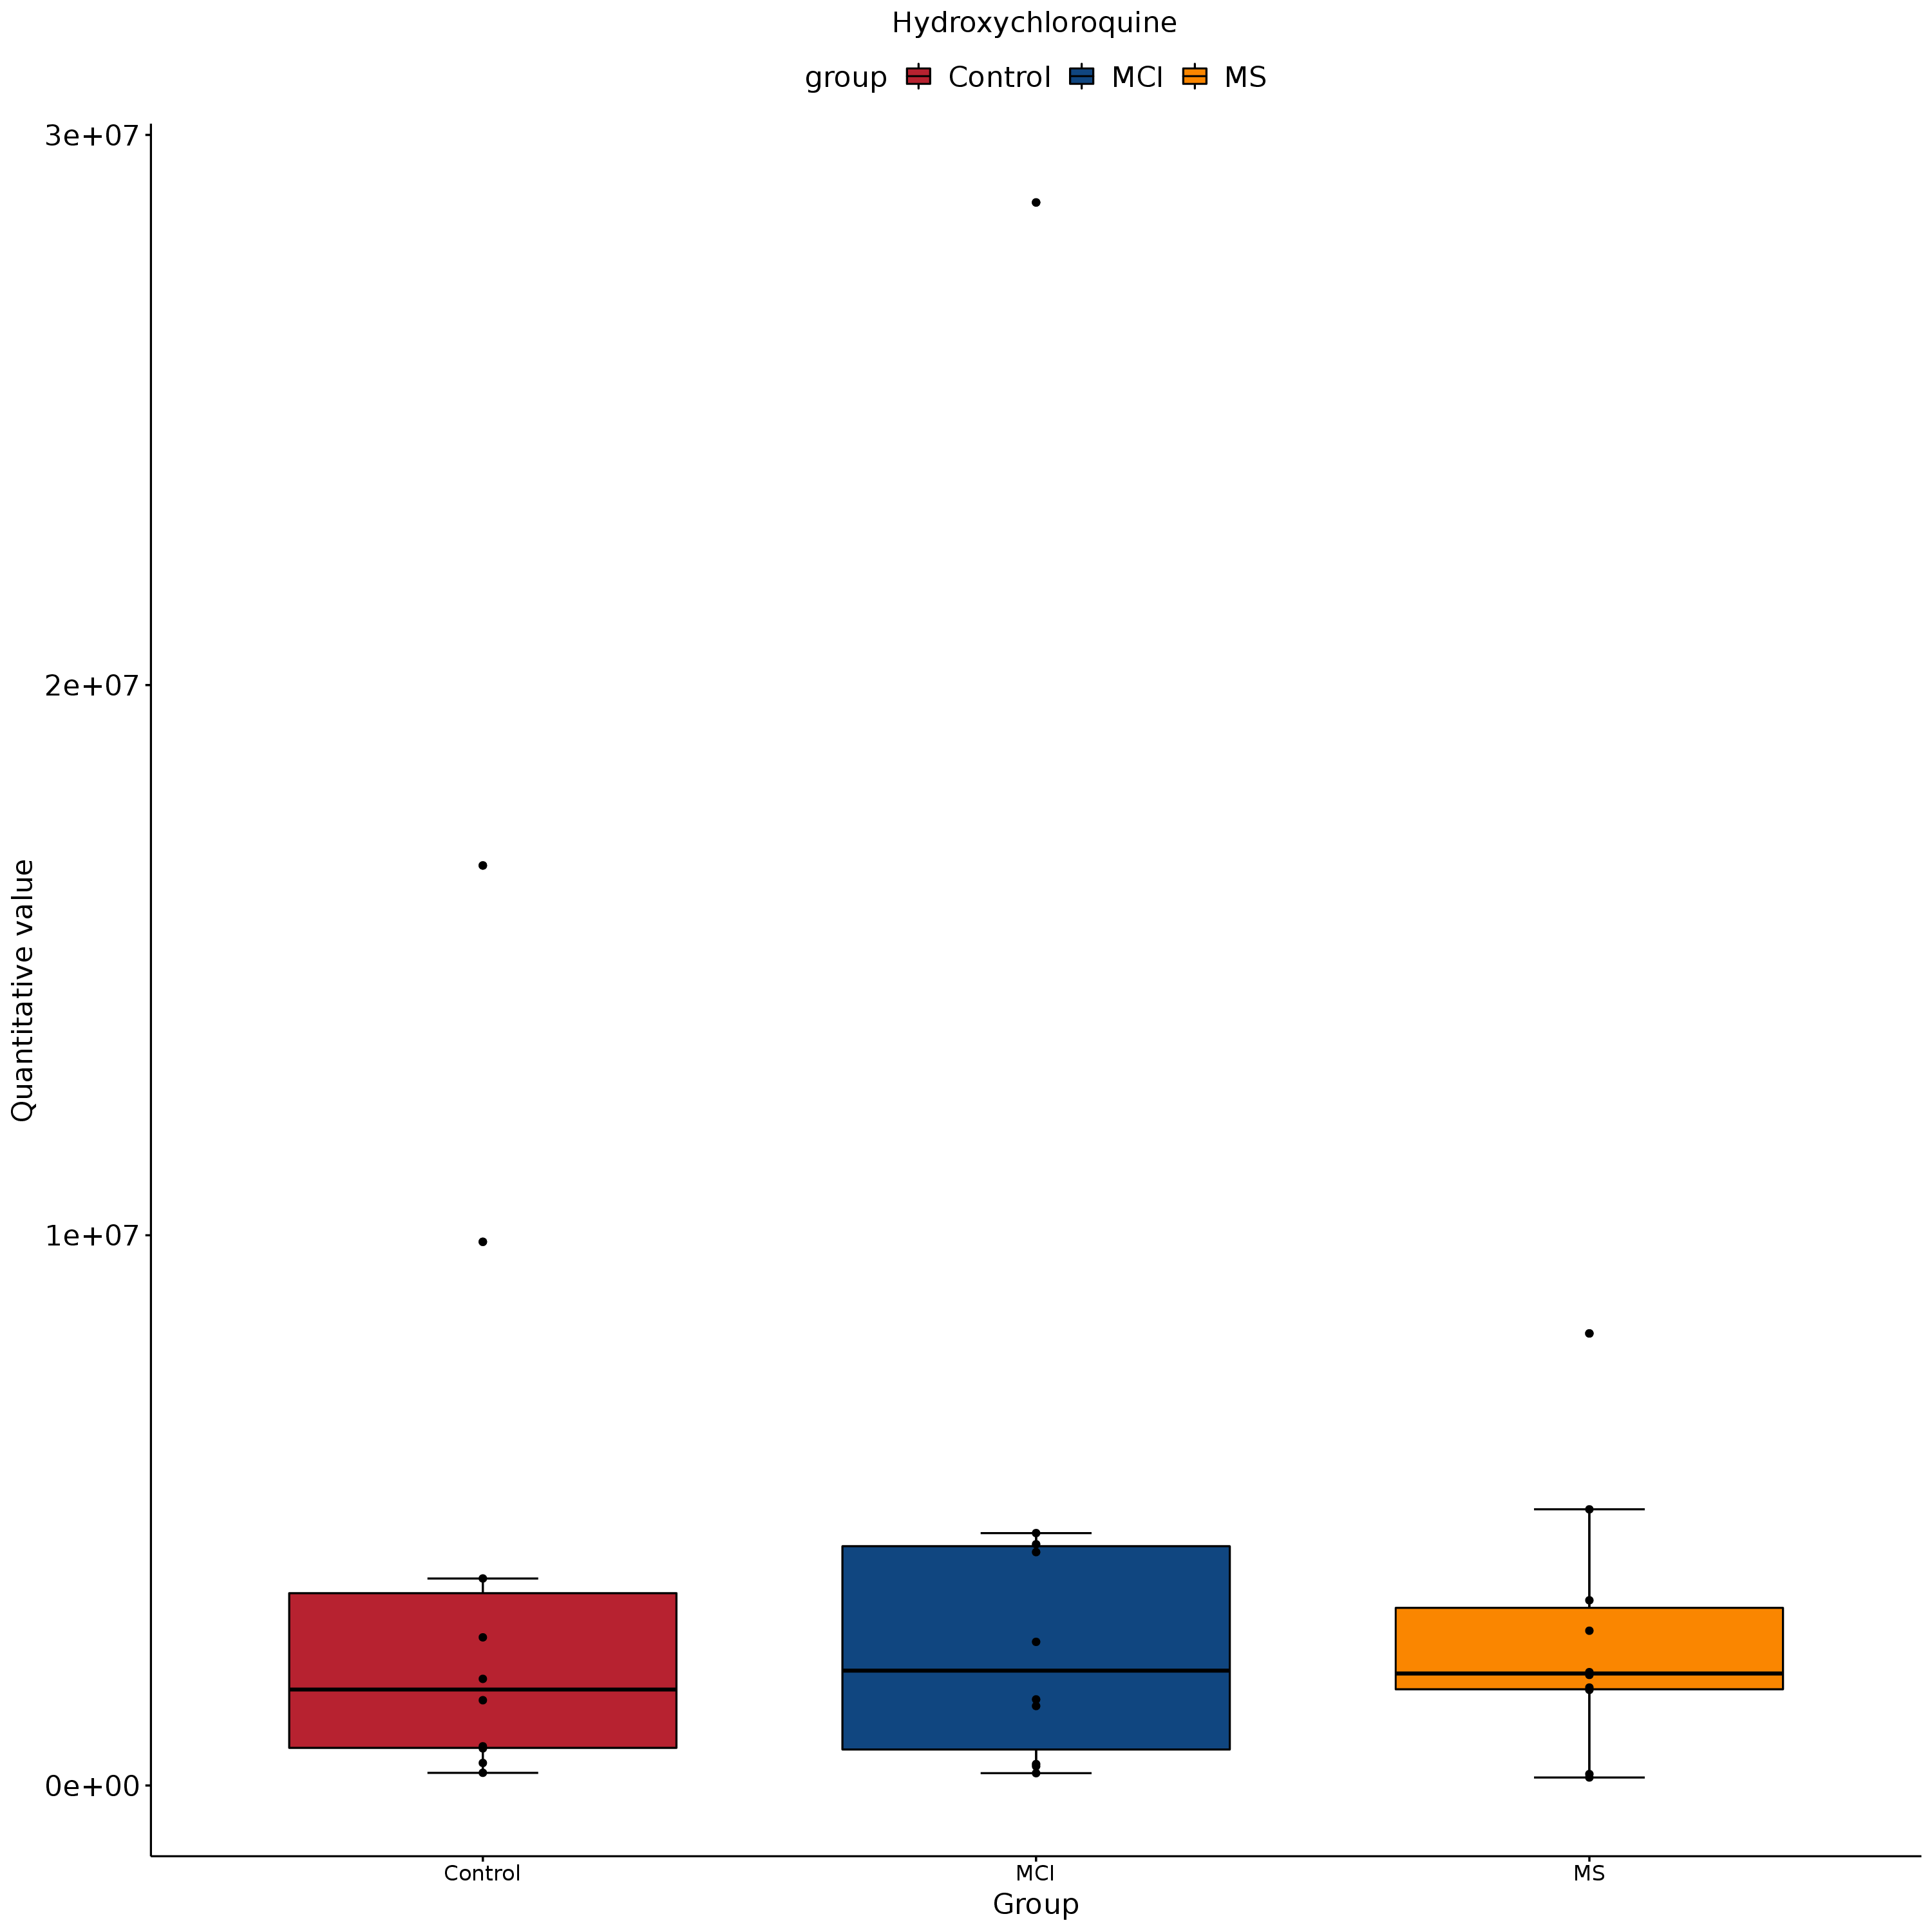 Hydroxychloroquine
group Control MCI MS
3e+07
2e+07
1e+07
0e+00
Quantitative value
Control MCI MS
Group